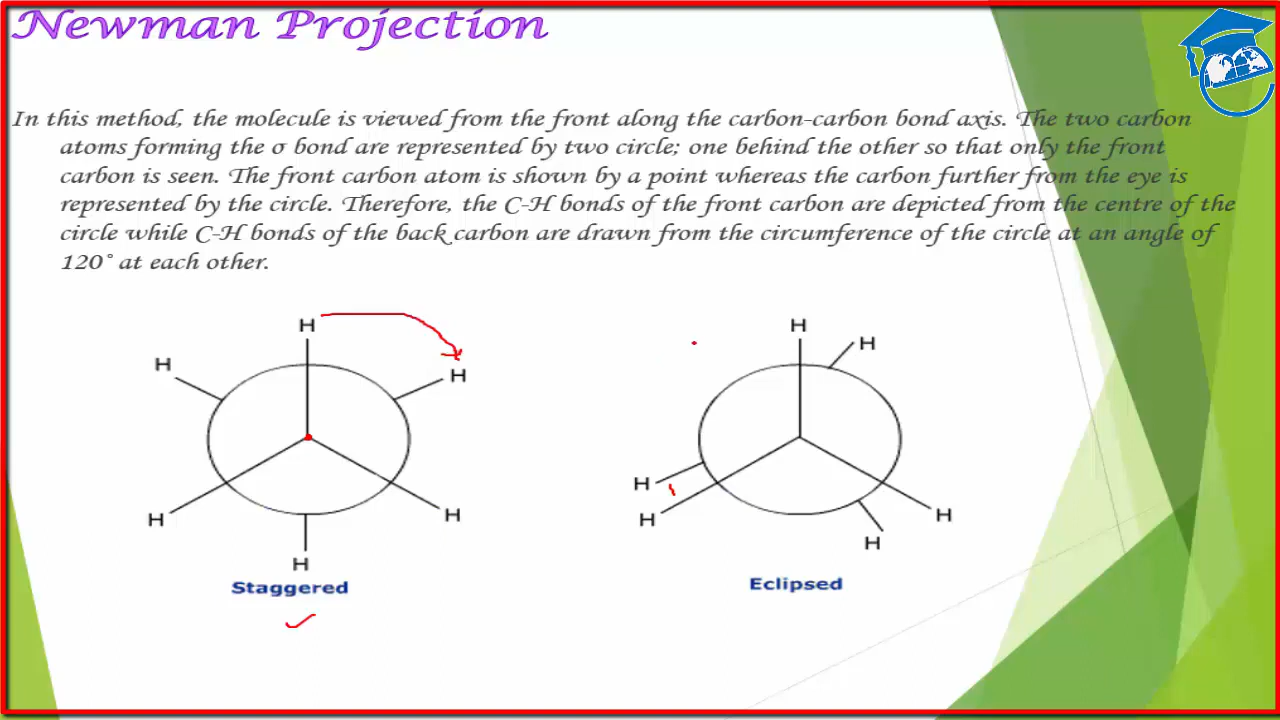 Newman Projection
In this method, the molecule is viewed from the front along the carbon-carbon bond axis. The two carbon
atoms forming the σ bond are represented by two circle; one behind the other so that only the front
carbon is seen. The front carbon atom is shown by a point whereas the carbon further from the eye is
represented by the circle. Therefore, the C-H bonds of the front carbon are depicted from the centre of the
circle while C-H bonds of the back carbon are drawn from the circumference of the circle at an angle of
120° at each other.
H
H
H
H
H
H
Staggered
H
H
H
H
H
H
Eclipsed